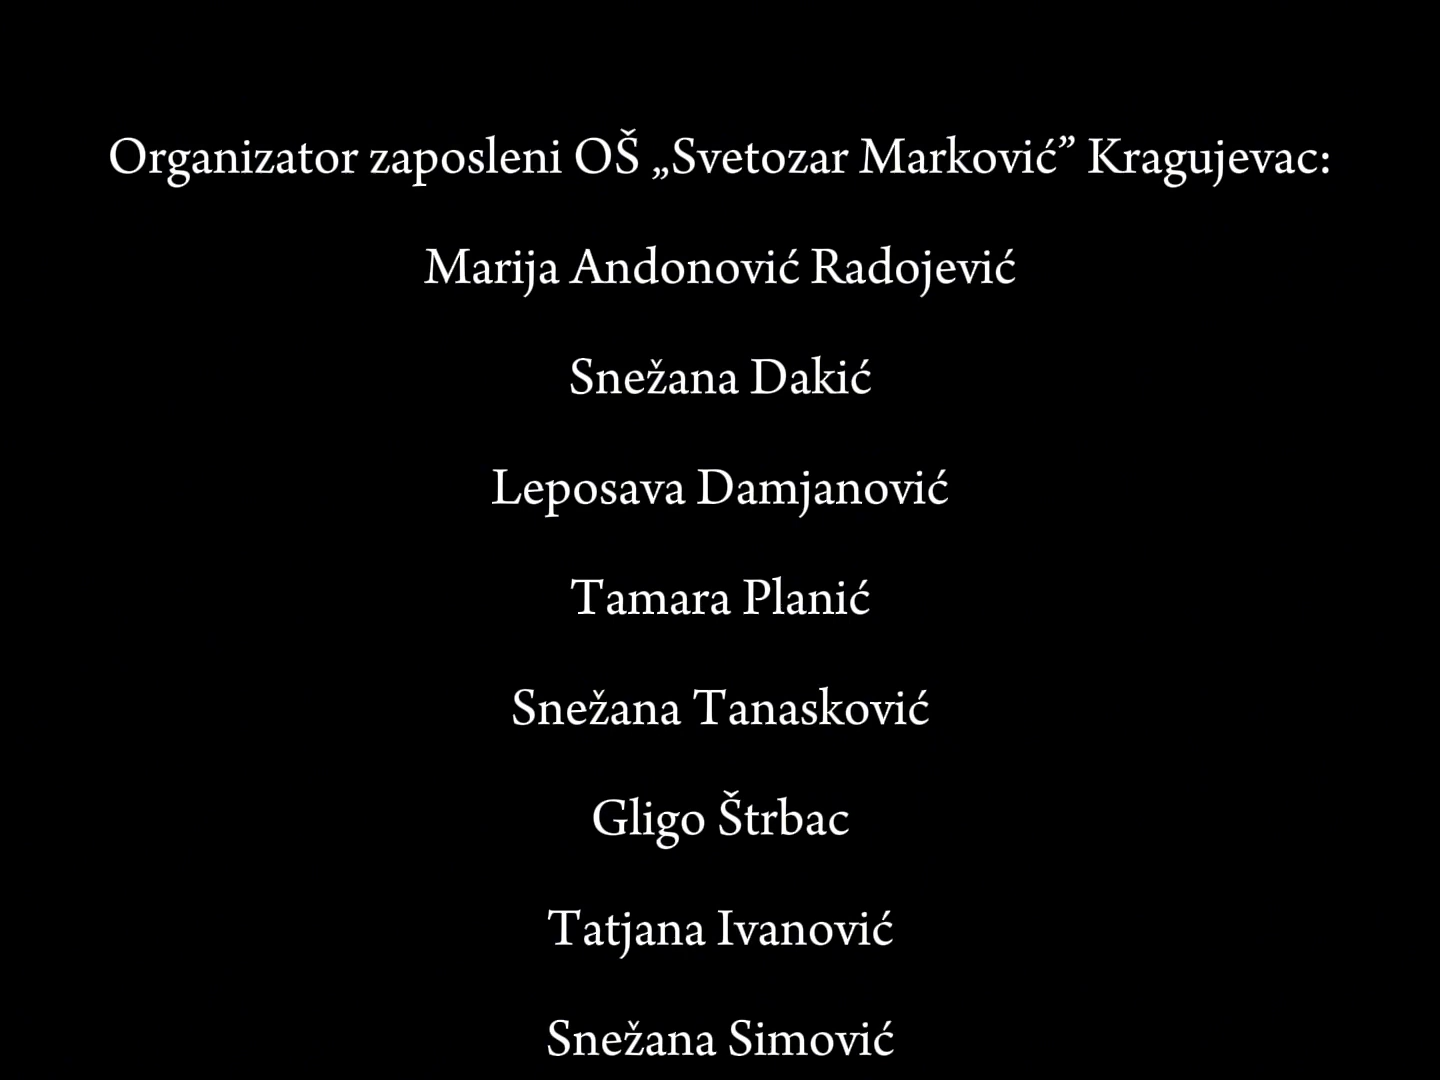 Organizator zaposleni OŠ „Svetozar Marković” Kragujevac:
Marija Andonović Radojević
Snežana Dakić
Leposava Damjanović
Tamara Planić
Snežana Tanasković
Gligo Štrbac
Tatjana Ivanović
Snežana Simović